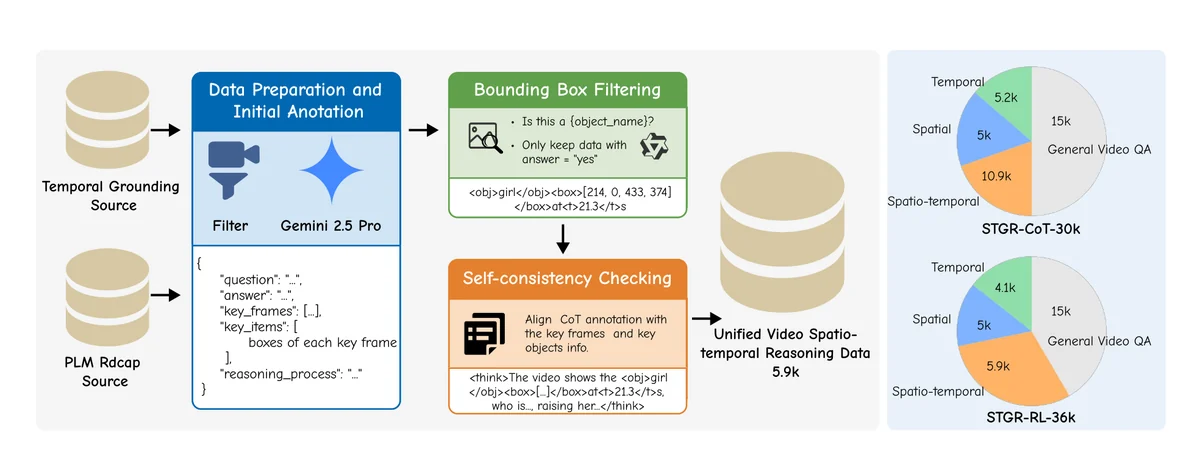 Temporal Grounding
Source
PLM Rdcap
Source
Data Preparation and
Initial Anotation
Filter
Gemini 2.5 Pro
{
"question": "...",
"answer": "...",
"key_frames": [...],
"key_items": [
boxes of each key frame
],
"reasoning_process": "..."
}
Bounding Box Filtering
• Is this a {object_name}?
• Only keep data with
answer = "yes"
<obj>girl</obj><box>[214, 0, 433, 374]
</box>at<t>21.3</t>s
Self-consistency Checking
Align CoT annotation with
the key frames and key
objects info.
<think>The video shows the <obj>girl
</obj><box>[...]</box>at<t>21.3</t>s,
who is..., raising her...</think>
Unified Video Spatio-
temporal Reasoning Data
5.9k
Temporal
5.2k
15k
Spatial
5k
General Video QA
10.9k
Spatio-temporal
STGR-CoT-30k
Temporal
4.1k
15k
Spatial
5k
General Video QA
5.9k
Spatio-temporal
STGR-RL-36k